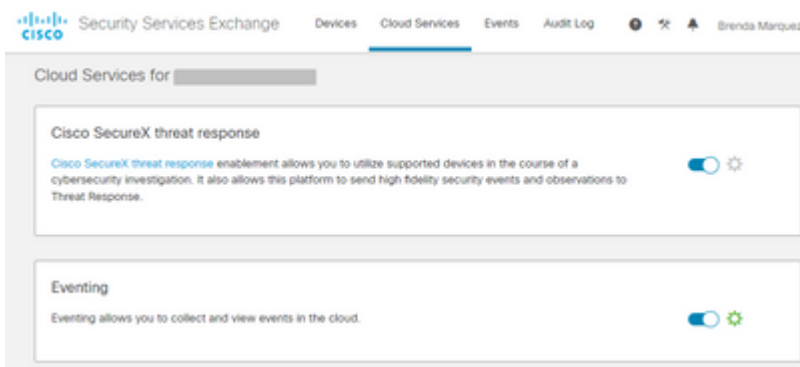 CISCO Security Services Exchange Devices Cloud Services Events Audit Log Brenda Marquez
Cloud Services for
Cisco SecureX threat response
Cisco SecureX threat response enablement allows you to utilize supported devices in the course of a
cybersecurity investigation. It also allows this platform to send high fidelity security events and observations to
Threat Response.
Eventing
Eventing allows you to collect and view events in the cloud.